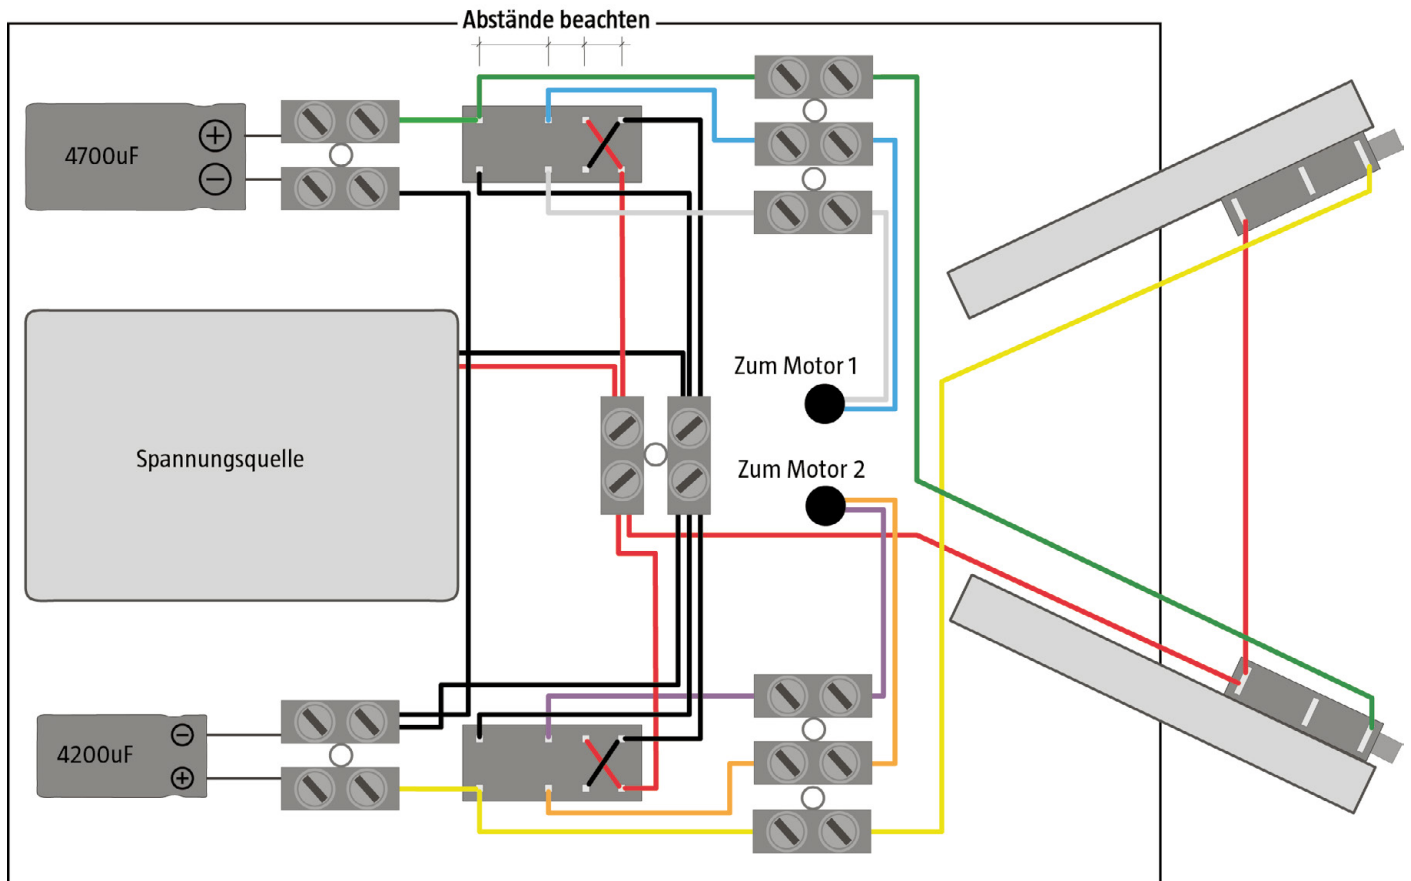 Abstände beachten
4700uF
+
−
Zum Motor 1
Spannungsquelle
Zum Motor 2
4200uF
−
+